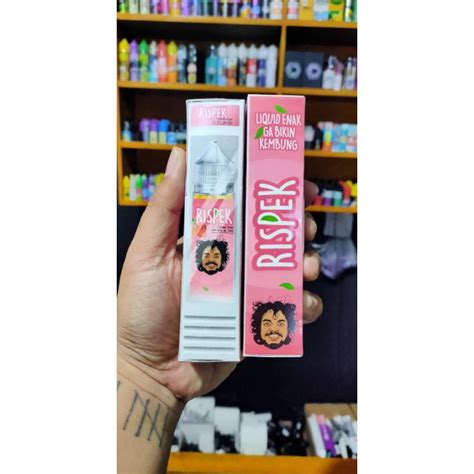 RISPEK
RISPEK
LIQUID ENAK
GA BIKIN
KEMBUNG
RISPEK